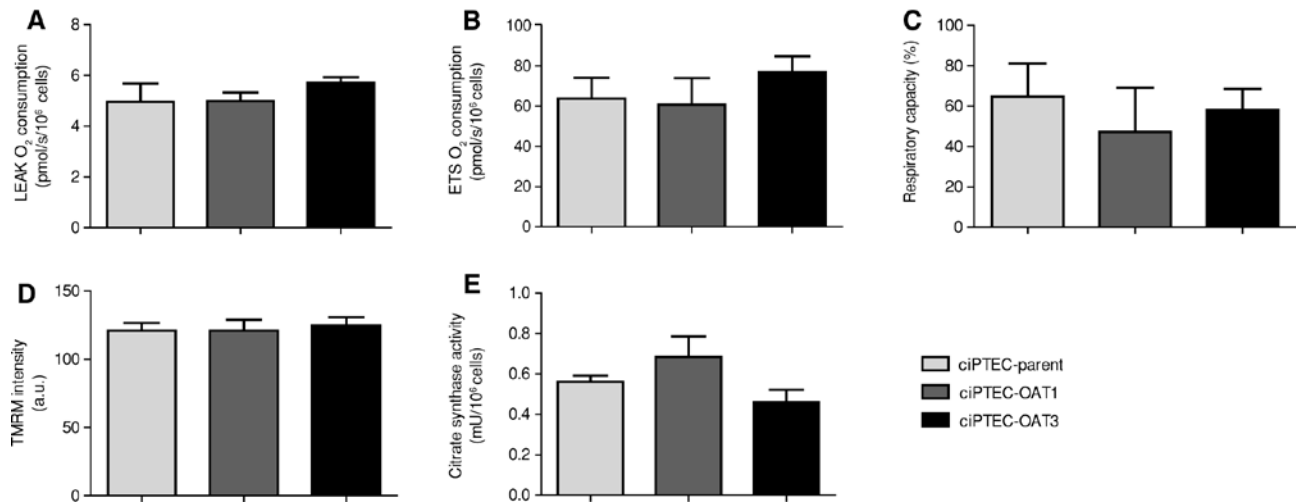 A
LEAK O₂ consumption
(pmol/s/10⁶ cells)
8
6
4
2
0
B
ETS O₂ consumption
(pmol/s/10⁶ cells)
100
80
60
40
20
0
C
Respiratory capacity (%)
100
80
60
40
20
0
D
TMRM intensity
(a.u.)
150
100
50
0
E
Citrate synthase activity
(mU/10⁶ cells)
1.0
0.8
0.6
0.4
0.2
0.0
ciPTEC-parent
ciPTEC-OAT1
ciPTEC-OAT3